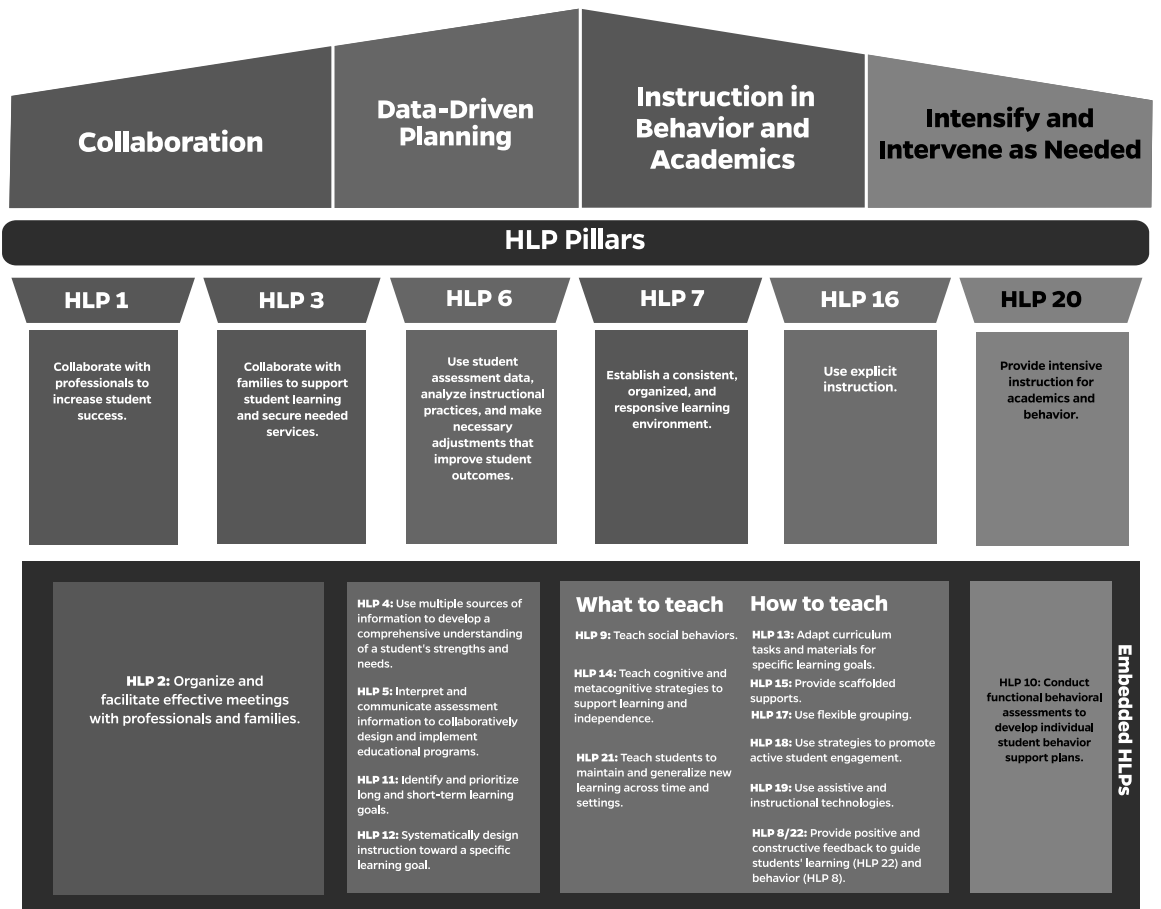 Collaboration
Data-Driven
Planning
Instruction in
Behavior and
Academics
Intensify and
Intervene as Needed
HLP Pillars
HLP 1
Collaborate with
professionals to
increase student
success.
HLP 3
Collaborate with
families to support
student learning
and secure needed
services.
HLP 6
Use student
assessment data,
analyze instructional
practices, and make
necessary
adjustments that
improve student
outcomes.
HLP 7
Establish a consistent,
organized, and
responsive learning
environment.
HLP 16
Use explicit
instruction.
HLP 20
Provide intensive
instruction for
academics and
behavior.
HLP 2: Organize and
facilitate effective meetings
with professionals and families.
HLP 4: Use multiple sources of
information to develop a
comprehensive understanding
of a student's strengths and
needs.
HLP 5: Interpret and
communicate assessment
information to collaboratively
design and implement
educational programs.
HLP 11: Identify and prioritize
long and short-term learning
goals.
HLP 12: Systematically design
instruction toward a specific
learning goal.
What to teach
HLP 9: Teach social behaviors.
HLP 14: Teach cognitive and
metacognitive strategies to
support learning and
independence.
HLP 21: Teach students to
maintain and generalize new
learning across time and
settings.
How to teach
HLP 13: Adapt curriculum
tasks and materials for
specific learning goals.
HLP 15: Provide scaffolded
supports.
HLP 17: Use flexible grouping.
HLP 18: Use strategies to promote
active student engagement.
HLP 19: Use assistive and
instructional technologies.
HLP 8/22: Provide positive and
constructive feedback to guide
students' learning (HLP 22) and
behavior (HLP 8).
HLP 10: Conduct
functional behavioral
assessments to
develop individual
student behavior
support plans.
Embedded HLPs